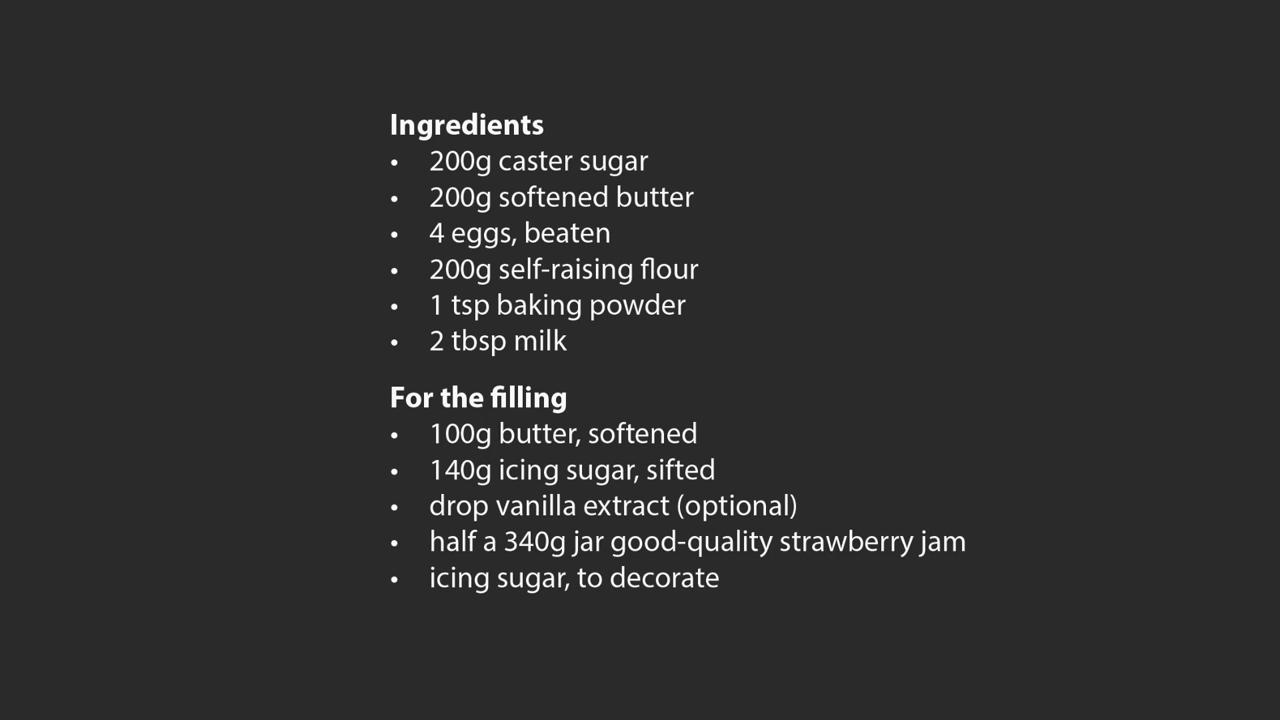 Ingredients
• 200g caster sugar
• 200g softened butter
• 4 eggs, beaten
• 200g self-raising flour
• 1 tsp baking powder
• 2 tbsp milk
For the filling
• 100g butter, softened
• 140g icing sugar, sifted
• drop vanilla extract (optional)
• half a 340g jar good-quality strawberry jam
• icing sugar, to decorate